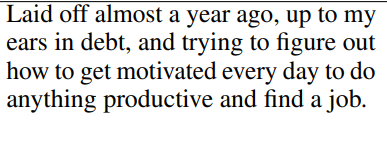 Laid off almost a year ago, up to my
ears in debt, and trying to figure out
how to get motivated every day to do
anything productive and find a job.